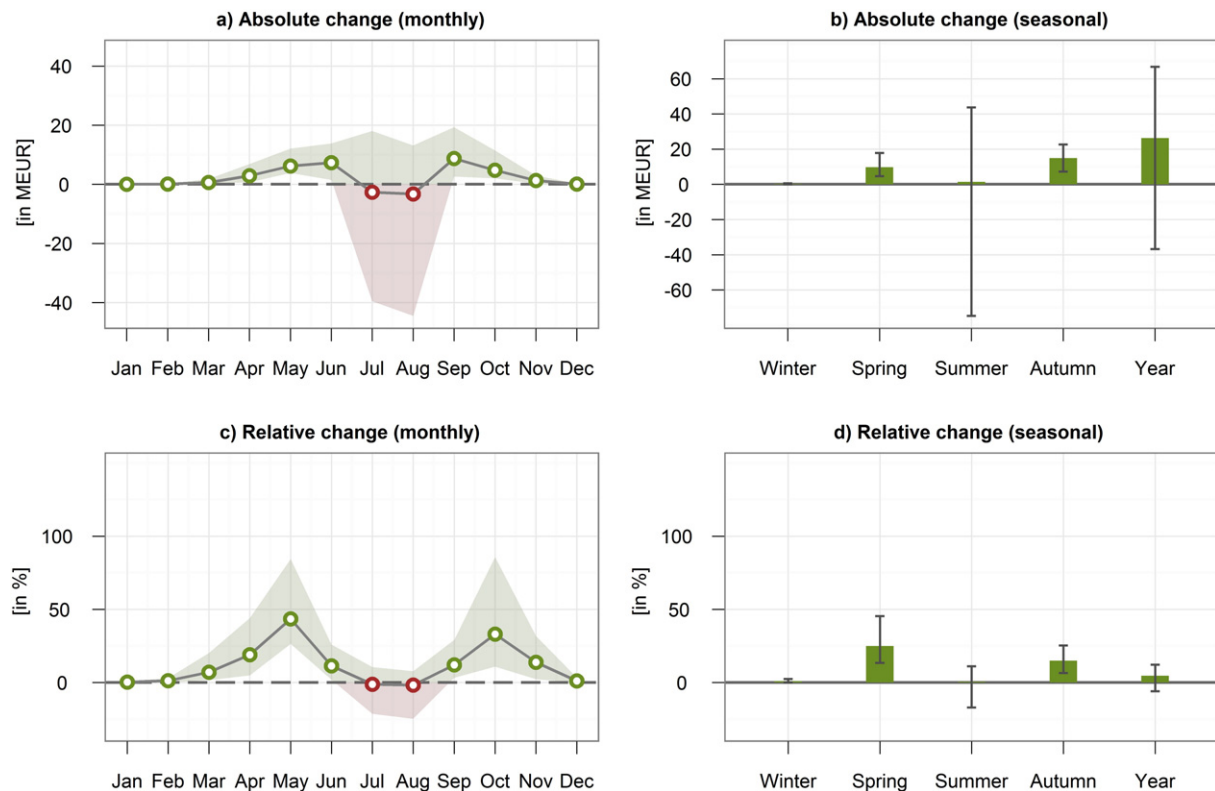 a) Absolute change (monthly)
[in MEUR]
40
20
0
-20
-40
Jan Feb Mar Apr May Jun Jul Aug Sep Oct Nov Dec
b) Absolute change (seasonal)
[in MEUR]
60
40
20
0
-20
-40
-60
Winter Spring Summer Autumn Year
c) Relative change (monthly)
[in %]
100
50
0
Jan Feb Mar Apr May Jun Jul Aug Sep Oct Nov Dec
d) Relative change (seasonal)
[in %]
100
50
0
Winter Spring Summer Autumn Year